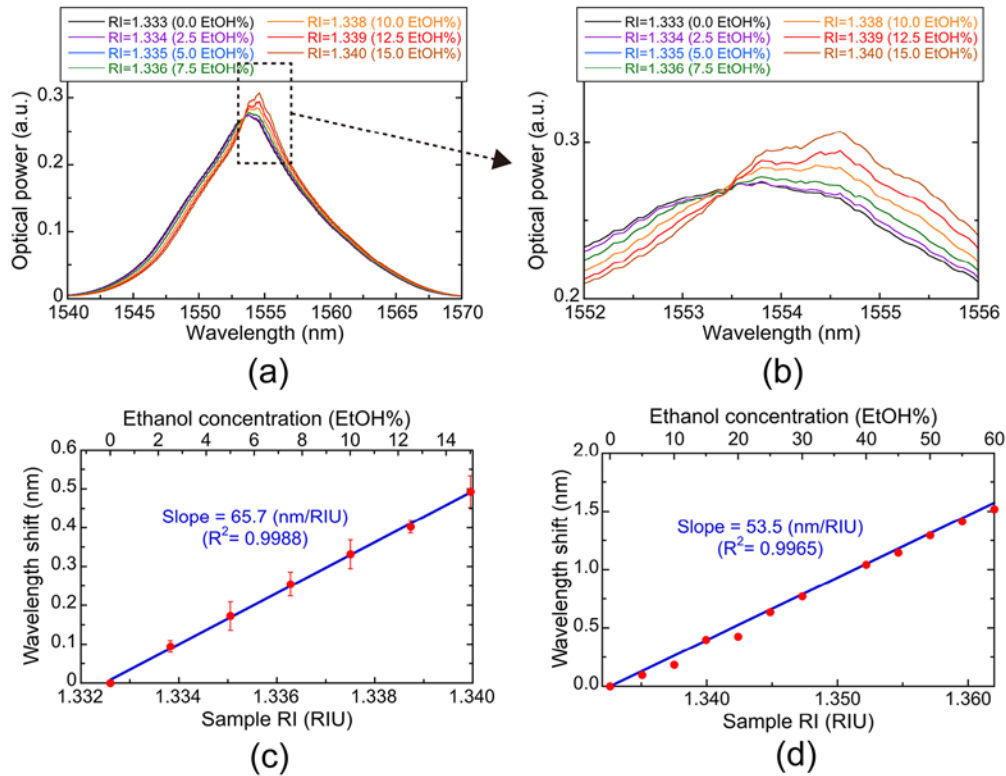 RI=1.333 (0.0 EtOH%) RI=1.338 (10.0 EtOH%)
RI=1.334 (2.5 EtOH%) RI=1.339 (12.5 EtOH%)
RI=1.335 (5.0 EtOH%) RI=1.340 (15.0 EtOH%)
RI=1.336 (7.5 EtOH%)
Optical power (a.u.)
0.3
0.2
0.1
0
1540 1545 1550 1555 1560 1565 1570
Wavelength (nm)
(a)
RI=1.333 (0.0 EtOH%) RI=1.338 (10.0 EtOH%)
RI=1.334 (2.5 EtOH%) RI=1.339 (12.5 EtOH%)
RI=1.335 (5.0 EtOH%) RI=1.340 (15.0 EtOH%)
RI=1.336 (7.5 EtOH%)
Optical power (a.u.)
0.3
0.2
1552 1553 1554 1555 1556
Wavelength (nm)
(b)
Ethanol concentration (EtOH%)
0 2 4 6 8 10 12 14
Wavelength shift (nm)
0.6
0.5
0.4
0.3
0.2
0.1
0
Slope = 65.7 (nm/RIU)
(R²= 0.9988)
1.332 1.334 1.336 1.338 1.340
Sample RI (RIU)
(c)
Ethanol concentration (EtOH%)
0 10 20 30 40 50 60
Wavelength shift (nm)
2.0
1.5
1.0
0.5
0.0
Slope = 53.5 (nm/RIU)
(R²= 0.9965)
1.340 1.350 1.360
Sample RI (RIU)
(d)